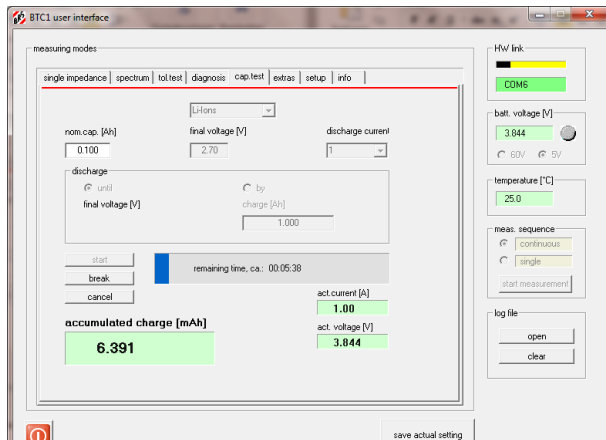 BTC1 user interface
measuring modes
single impedance spectrum tol.test diagnosis cap.test extras setup info
Li-Ions
nom.cap. [Ah] final voltage [V] discharge current
0.100 2.70 1
discharge
until by
final voltage [V] charge [Ah]
1.000
start
break
cancel
remaining time, ca.: 00:05:38
act.current [A]
1.00
accumulated charge [mAh]
6.391
act. voltage [V]
3.844
HW link
COM6
batt. voltage [V]
3.844
60V 5V
temperature [°C]
25.0
meas. sequence
continuous
single
start measurement
log file
open
clear
save actual setting